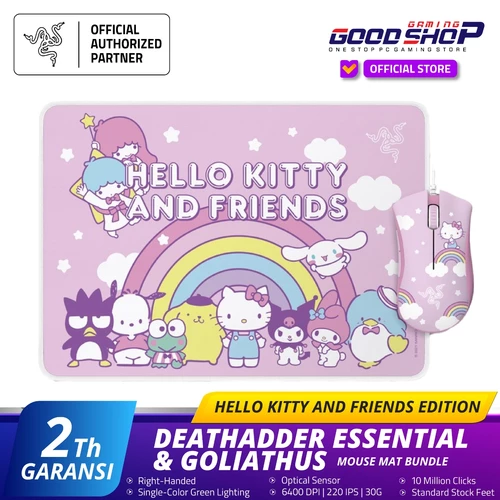 OFFICIAL
AUTHORIZED
PARTNER
GAMING
GOODSHOP
ONE STOP PC GAMING STORE
OFFICIAL STORE
HELLO KITTY
AND FRIENDS
HELLO KITTY AND FRIENDS EDITION
2Th
GARANSI
DEATHADDER ESSENTIAL
& GOLIATHUS MOUSE MAT BUNDLE
• Right-Handed
• Single-Color Green Lighting
• Optical Sensor
• 6400 DPI | 220 IPS | 30G
• 10 Million Clicks
• Standard Stock Feet